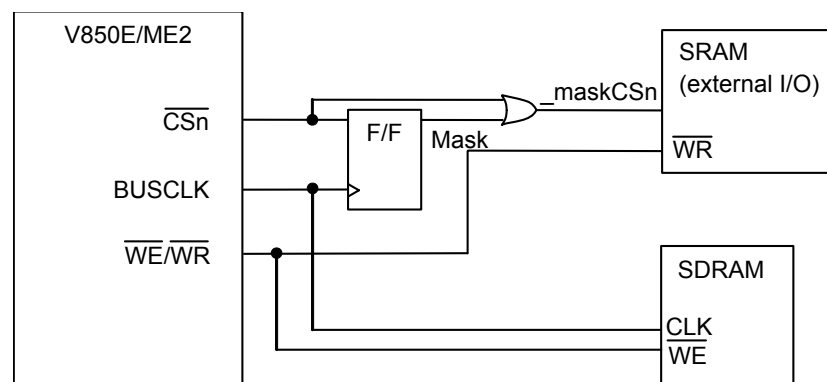 V850E/ME2
SRAM
(external I/O)
_maskCSn
CSn
F/F
Mask
WR
BUSCLK
WE/WR
SDRAM
CLK
WE